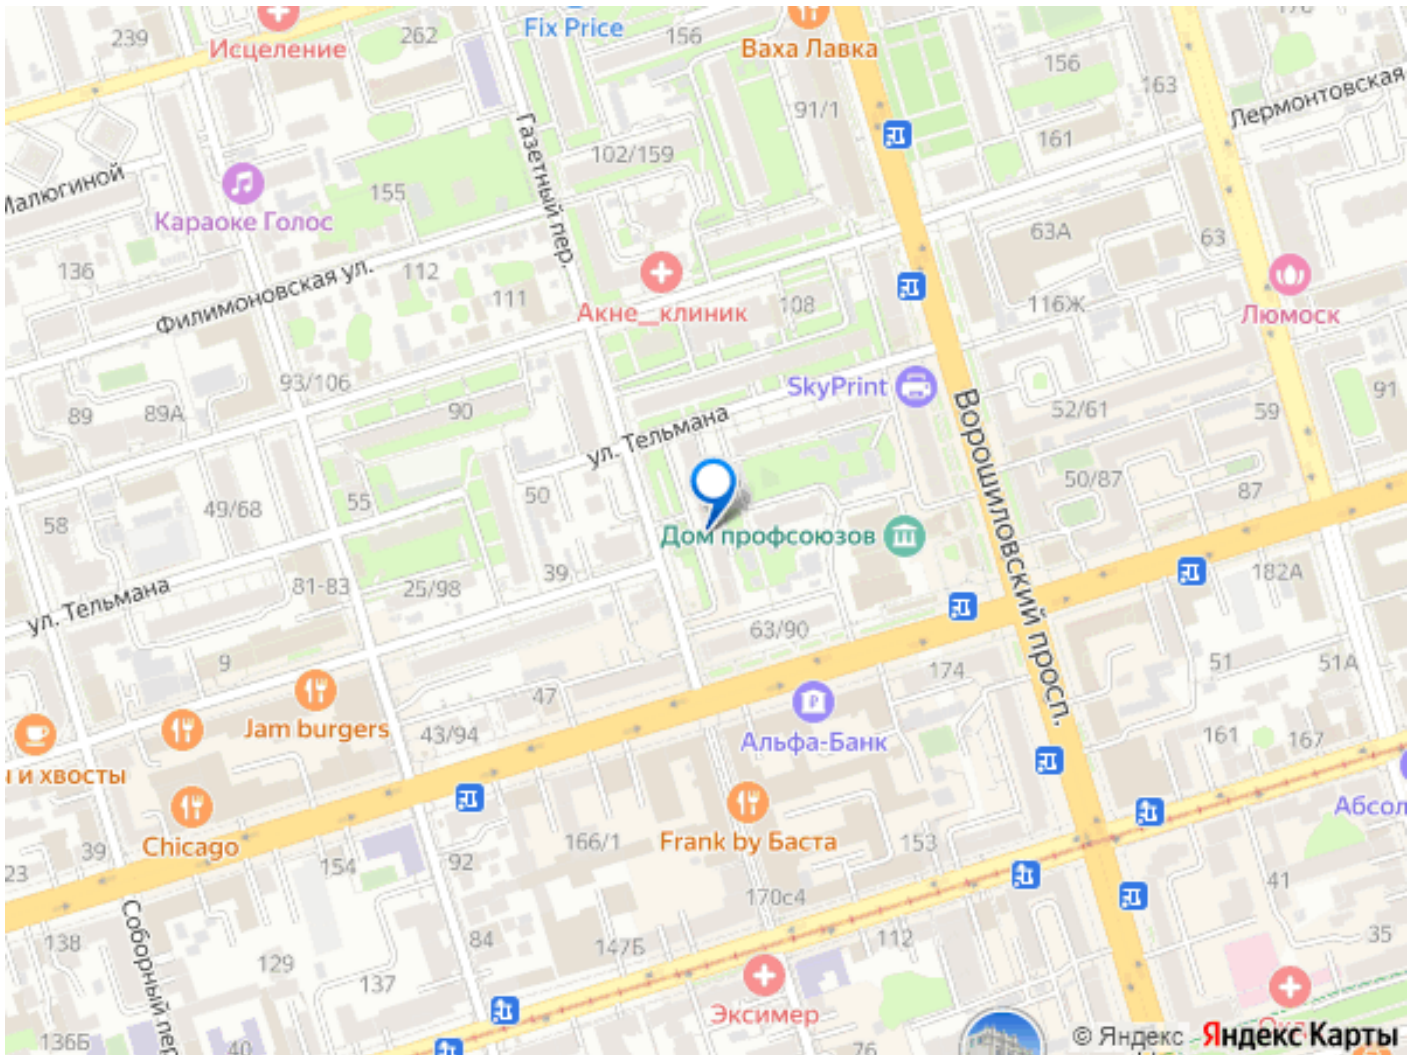 239
Исцеление
262
Fix Price
156
Ваха Лавка
156
163
Лермонтовская
91/1
161
Газетный пер.
102/159
Малюгиной
155
Караоке Голос
136
112
Филимоновская ул.
111
Акне_клиник
108
63А
63
116Ж
Люмоск
93/106
SkyPrint
89
89А
90
ул. Тельмана
Ворошиловский просп.
52/61
59
91
58
49/68
55
50
50/87
87
Дом профсоюзов
ул. Тельмана
81-83
25/98
39
182А
63/90
9
174
51
51А
Jam burgers
47
43/94
Альфа-Банк
161
167
и хвосты
Абсол
39
Chicago
154
92
166/1
Frank by Баста
153
23
170с4
41
138
Соборный пер
84
147Б
112
35
129
137
Эксимер
136Б
40
76
© Яндекс Яндекс Карты